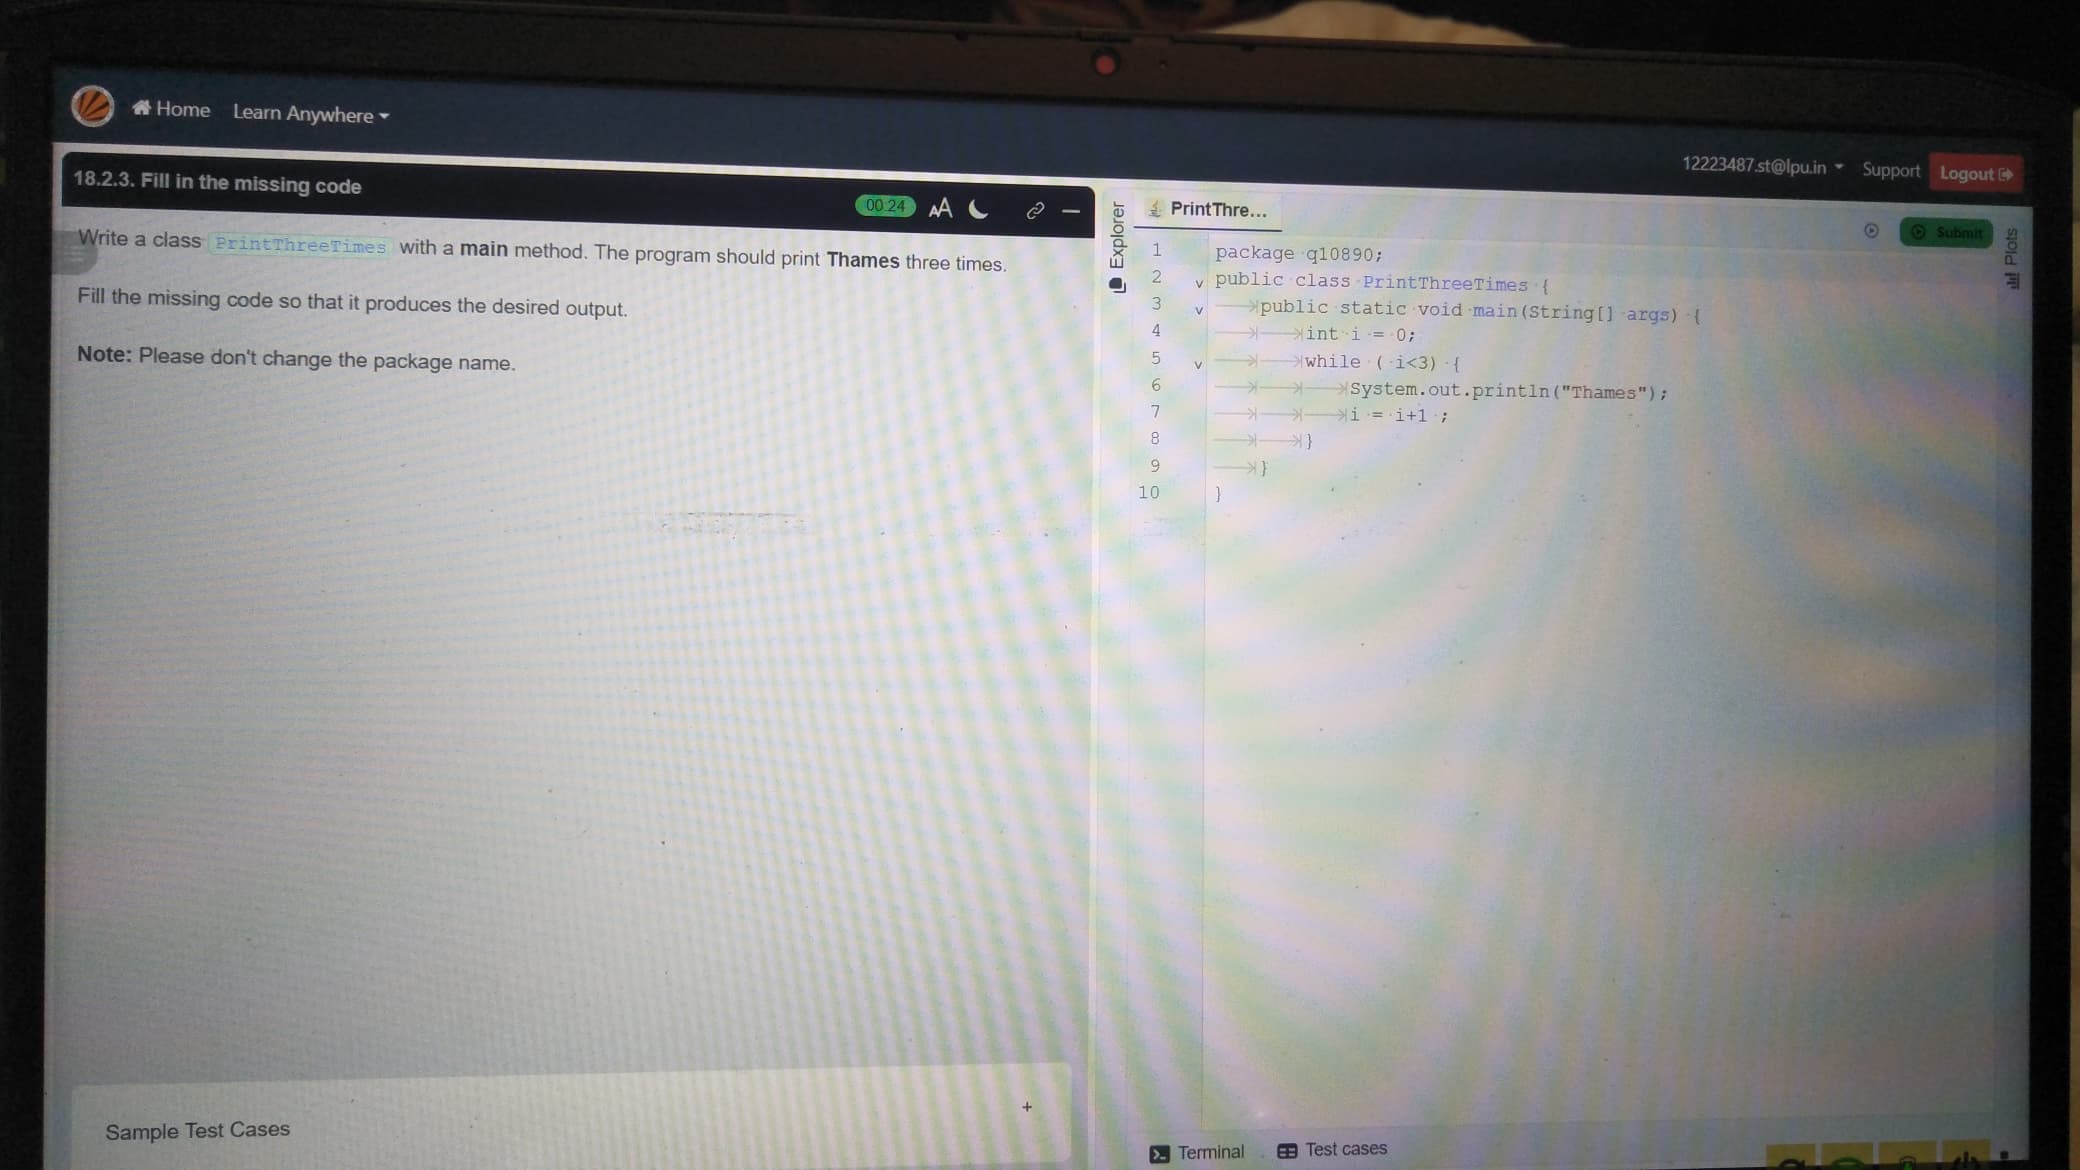 Home Learn Anywhere
12223487.st@lpu.in Support Logout
18.2.3. Fill in the missing code
00:24 AA
Write a class PrintThreeTimes with a main method. The program should print Thames three times.
Fill the missing code so that it produces the desired output.
Note: Please don't change the package name.
Sample Test Cases
+
Explorer
PrintThre...
Submit
Plots
1 package q10890;
2 public class PrintThreeTimes {
3 public static void main(String[] args) {
4 int i = 0;
5 while ( i<3) {
6 System.out.println("Thames");
7 i = i+1 ;
8 }
9 }
10 }
Terminal Test cases